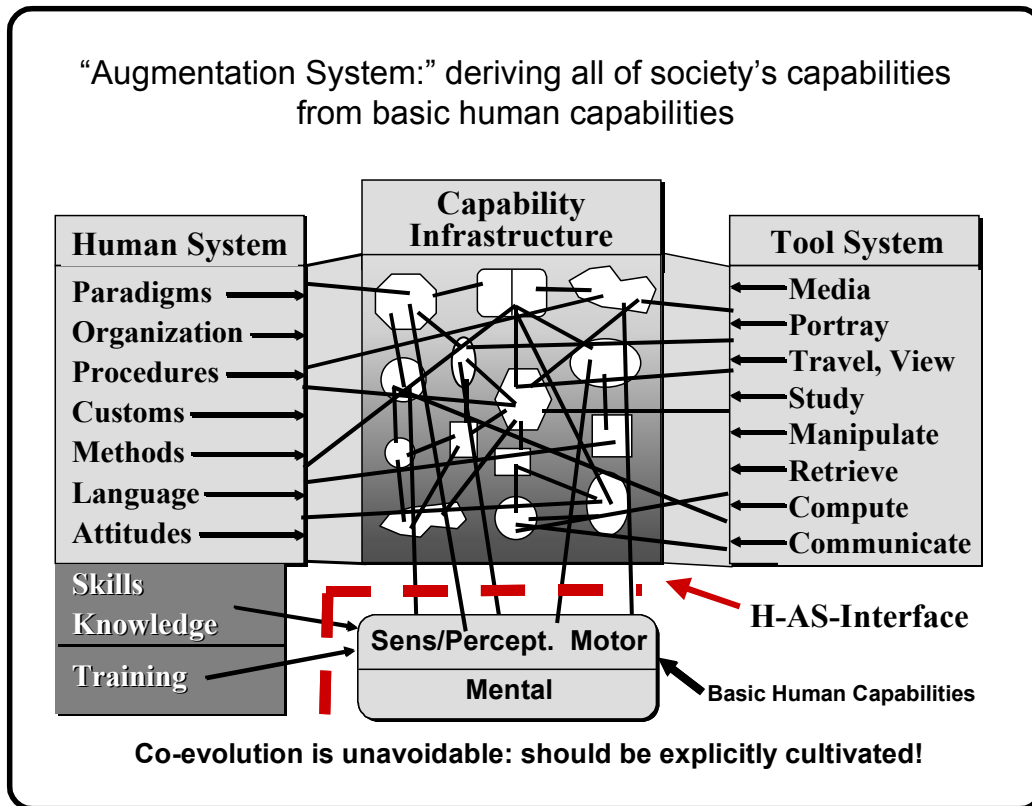 “Augmentation System:” deriving all of society’s capabilities
from basic human capabilities
Capability
Infrastructure
Human System
Paradigms
Organization
Procedures
Customs
Methods
Language
Attitudes
Skills
Knowledge
Training
Tool System
Media
Portray
Travel, View
Study
Manipulate
Retrieve
Compute
Communicate
H-AS-Interface
Sens/Percept. Motor
Mental
Basic Human Capabilities
Co-evolution is unavoidable: should be explicitly cultivated!